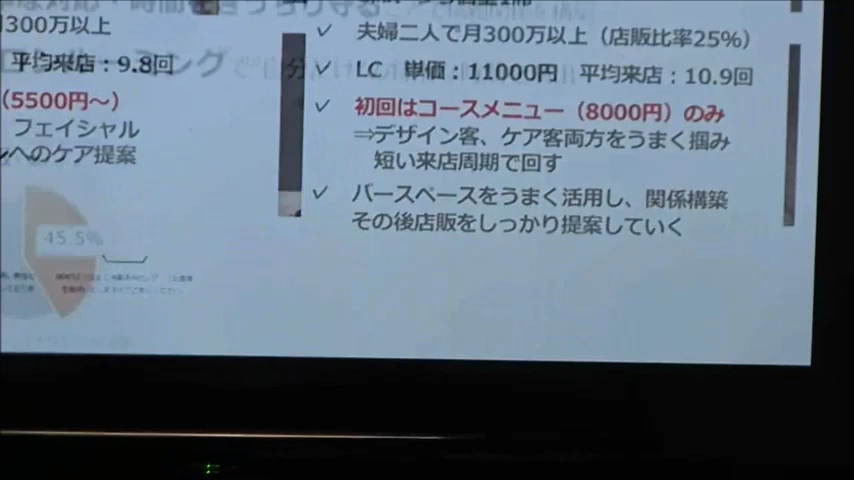 300万以上
平均来店：9.8回
（5500円～）
フェイシャル
へのケア提案
45.5%
夫婦二人で月300万以上（店販比率25%）
LC 単価：11000円 平均来店：10.9回
初回はコースメニュー（8000円）のみ
⇒デザイン客、ケア客両方をうまく掴み
短い来店周期で回す
バースペースをうまく活用し、関係構築
その後店販をしっかり提案していく